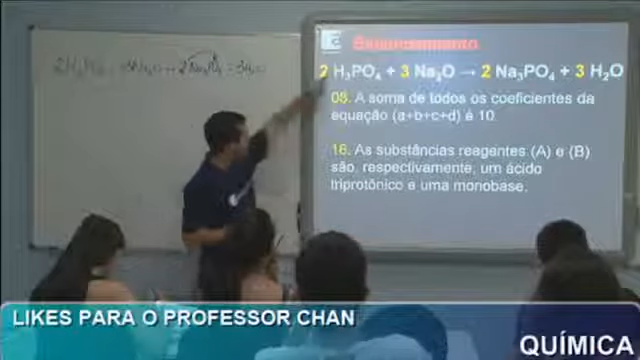 Balanceamento
2 H₃PO₄ + 3 Na₂O → 2 Na₃PO₄ + 3 H₂O
08. A soma de todos os coeficientes da
equação (a+b+c+d) é 10.
16. As substâncias reagentes (A) e (B)
são, respectivamente, um ácido
triprotônico e uma monobase.
LIKES PARA O PROFESSOR CHAN
QUÍMICA